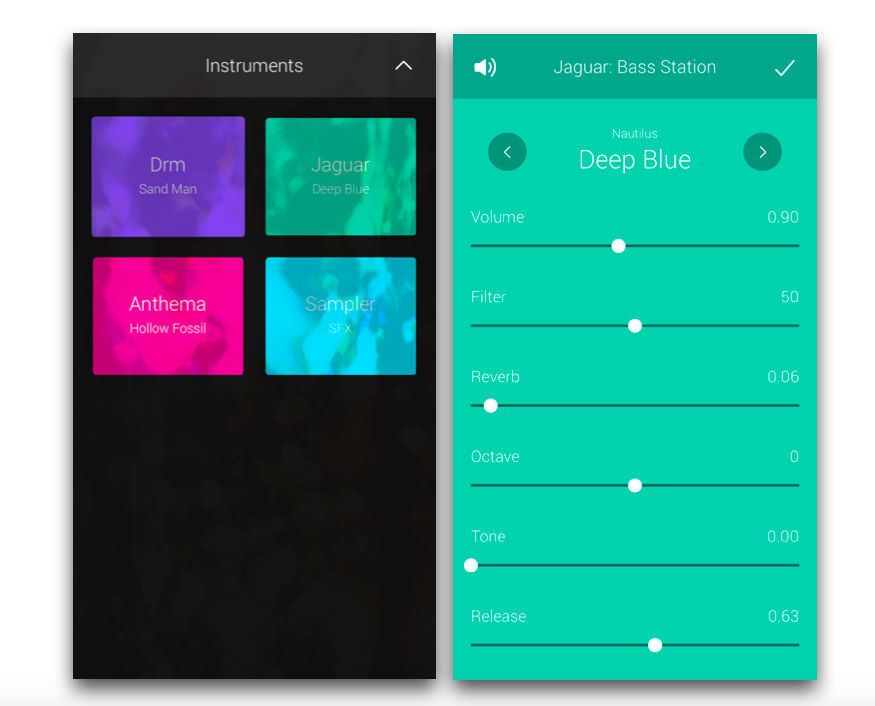 Instruments
Drm
Sand Man
Jaguar
Deep Blue
Anthema
Hollow Fossil
Sampler
SFX
Jaguar: Bass Station
Nautilus
Deep Blue
Volume 0.90
Filter 50
Reverb 0.06
Octave 0
Tone 0.00
Release 0.63